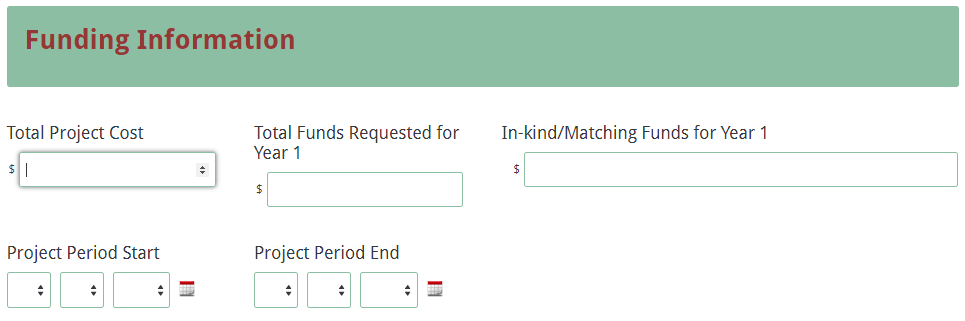 Funding Information
Total Project Cost
$
Total Funds Requested for
Year 1
$
In-kind/Matching Funds for Year 1
$
Project Period Start
Project Period End